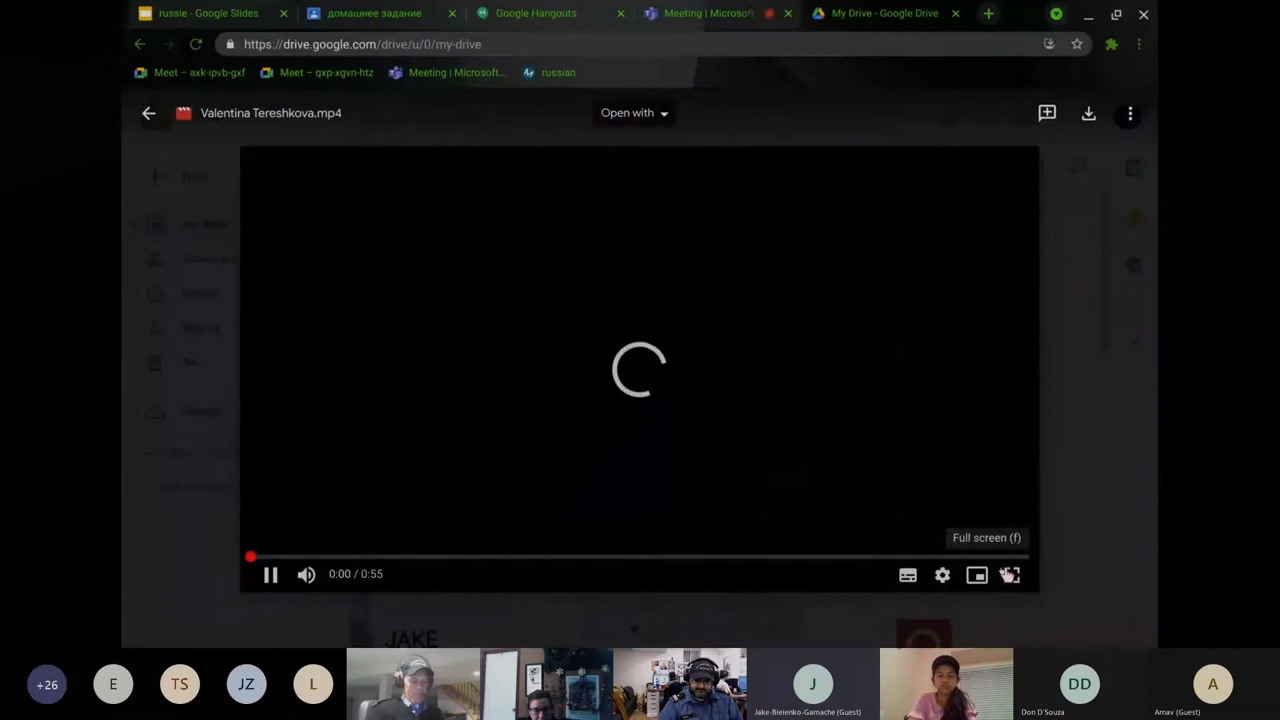 russie - Google Slides
домашнее задание
Google Hangouts
Meeting | Microsoft
My Drive - Google Drive
https://drive.google.com/drive/u/0/my-drive
Meet – axk-ipvb-gxf
Meet – qxp-xgvn-htz
Meeting | Microsoft...
russian
Valentina Tereshkova.mp4
Open with
Full screen (f)
0:00 / 0:55
JAKE
+26
E
TS
JZ
L
J
DD
A
Jake-Bieienko-Gamache (Guest)
Don D'Souza
Arnav (Guest)